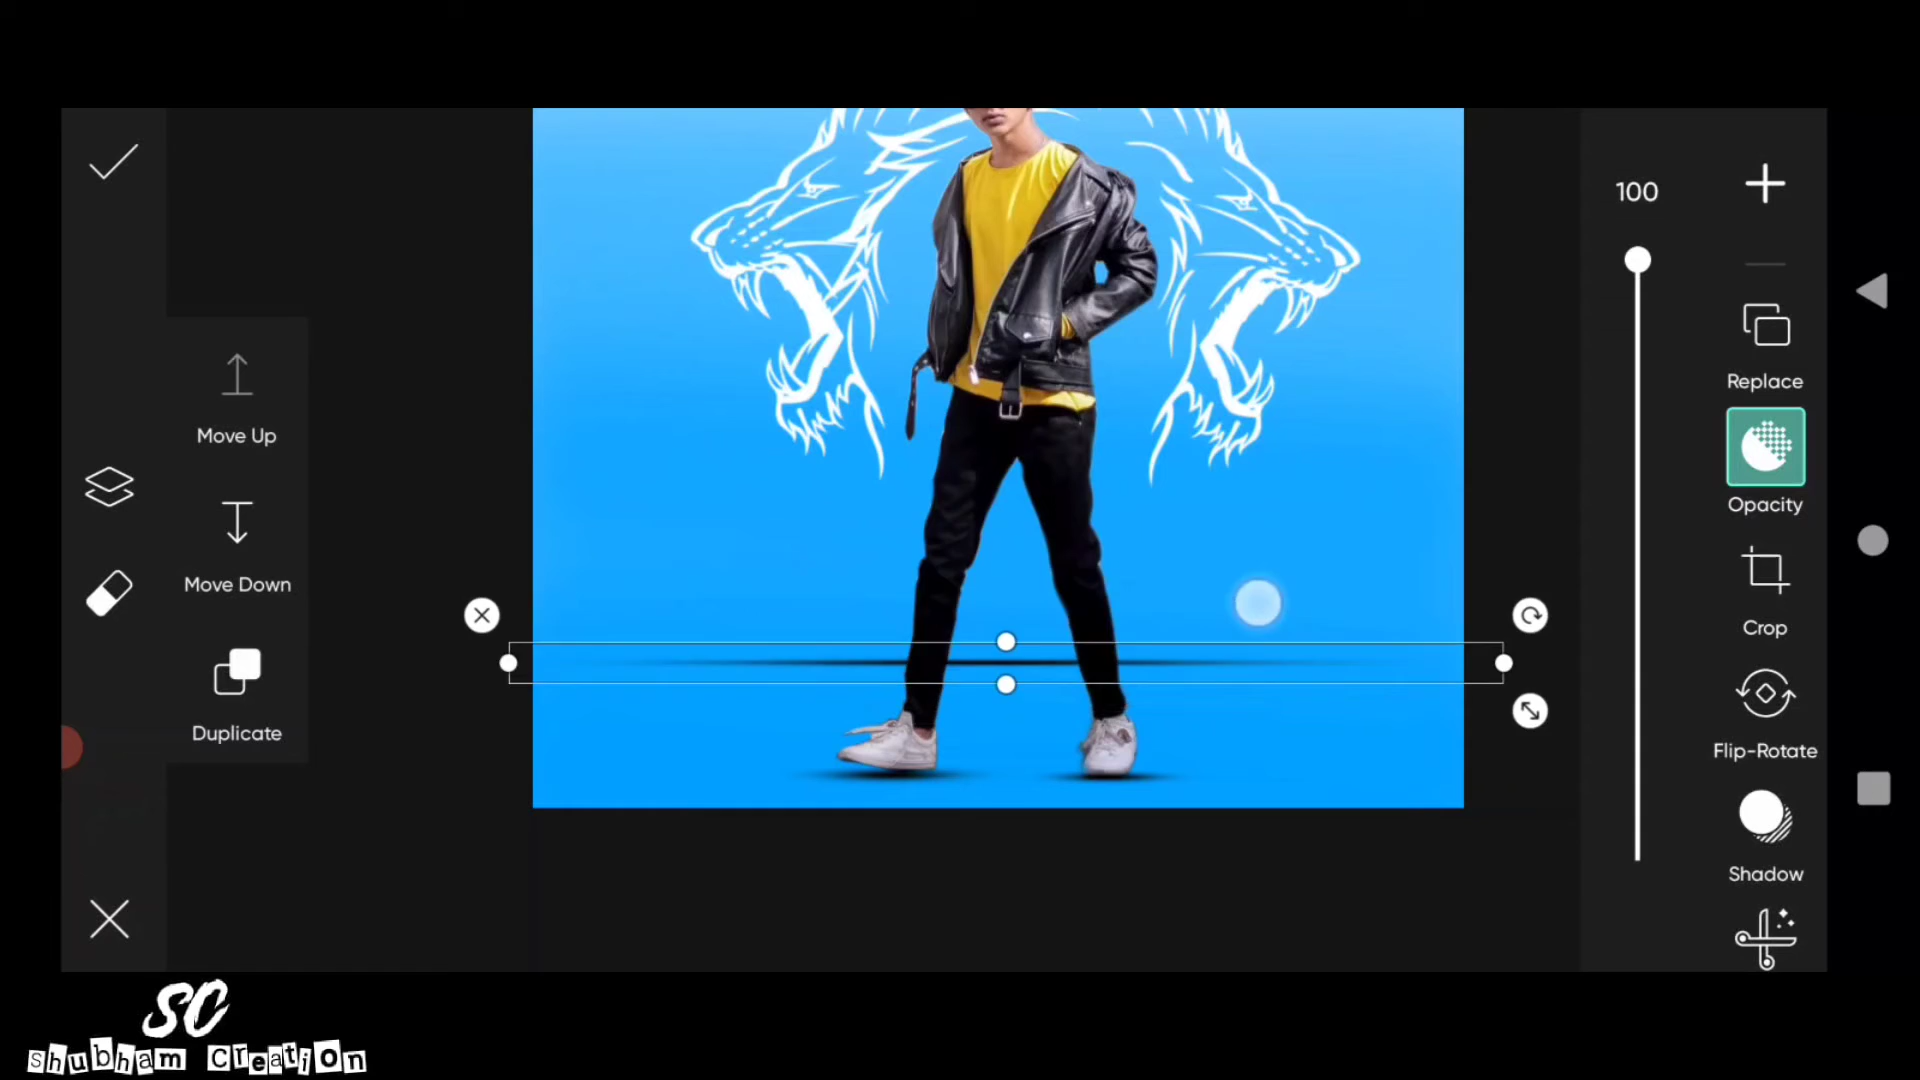 100
Replace
Move Up
Opacity
Move Down
Crop
Duplicate
Flip-Rotate
Shadow
SC
Shubham Creation